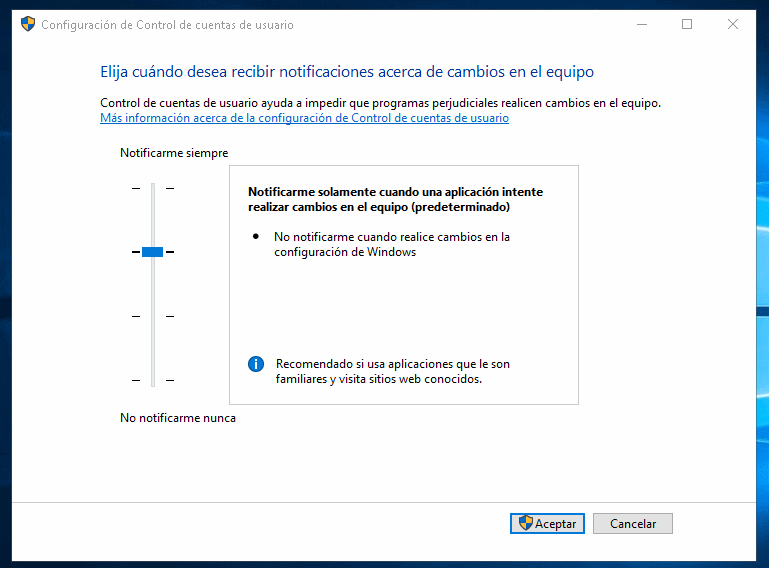 Configuración de Control de cuentas de usuario
Elija cuándo desea recibir notificaciones acerca de cambios en el equipo
Control de cuentas de usuario ayuda a impedir que programas perjudiciales realicen cambios en el equipo.
Más información acerca de la configuración de Control de cuentas de usuario
Notificarme siempre
Notificarme solamente cuando una aplicación intente
realizar cambios en el equipo (predeterminado)
No notificarme cuando realice cambios en la
configuración de Windows
Recomendado si usa aplicaciones que le son
familiares y visita sitios web conocidos.
No notificarme nunca
Aceptar
Cancelar